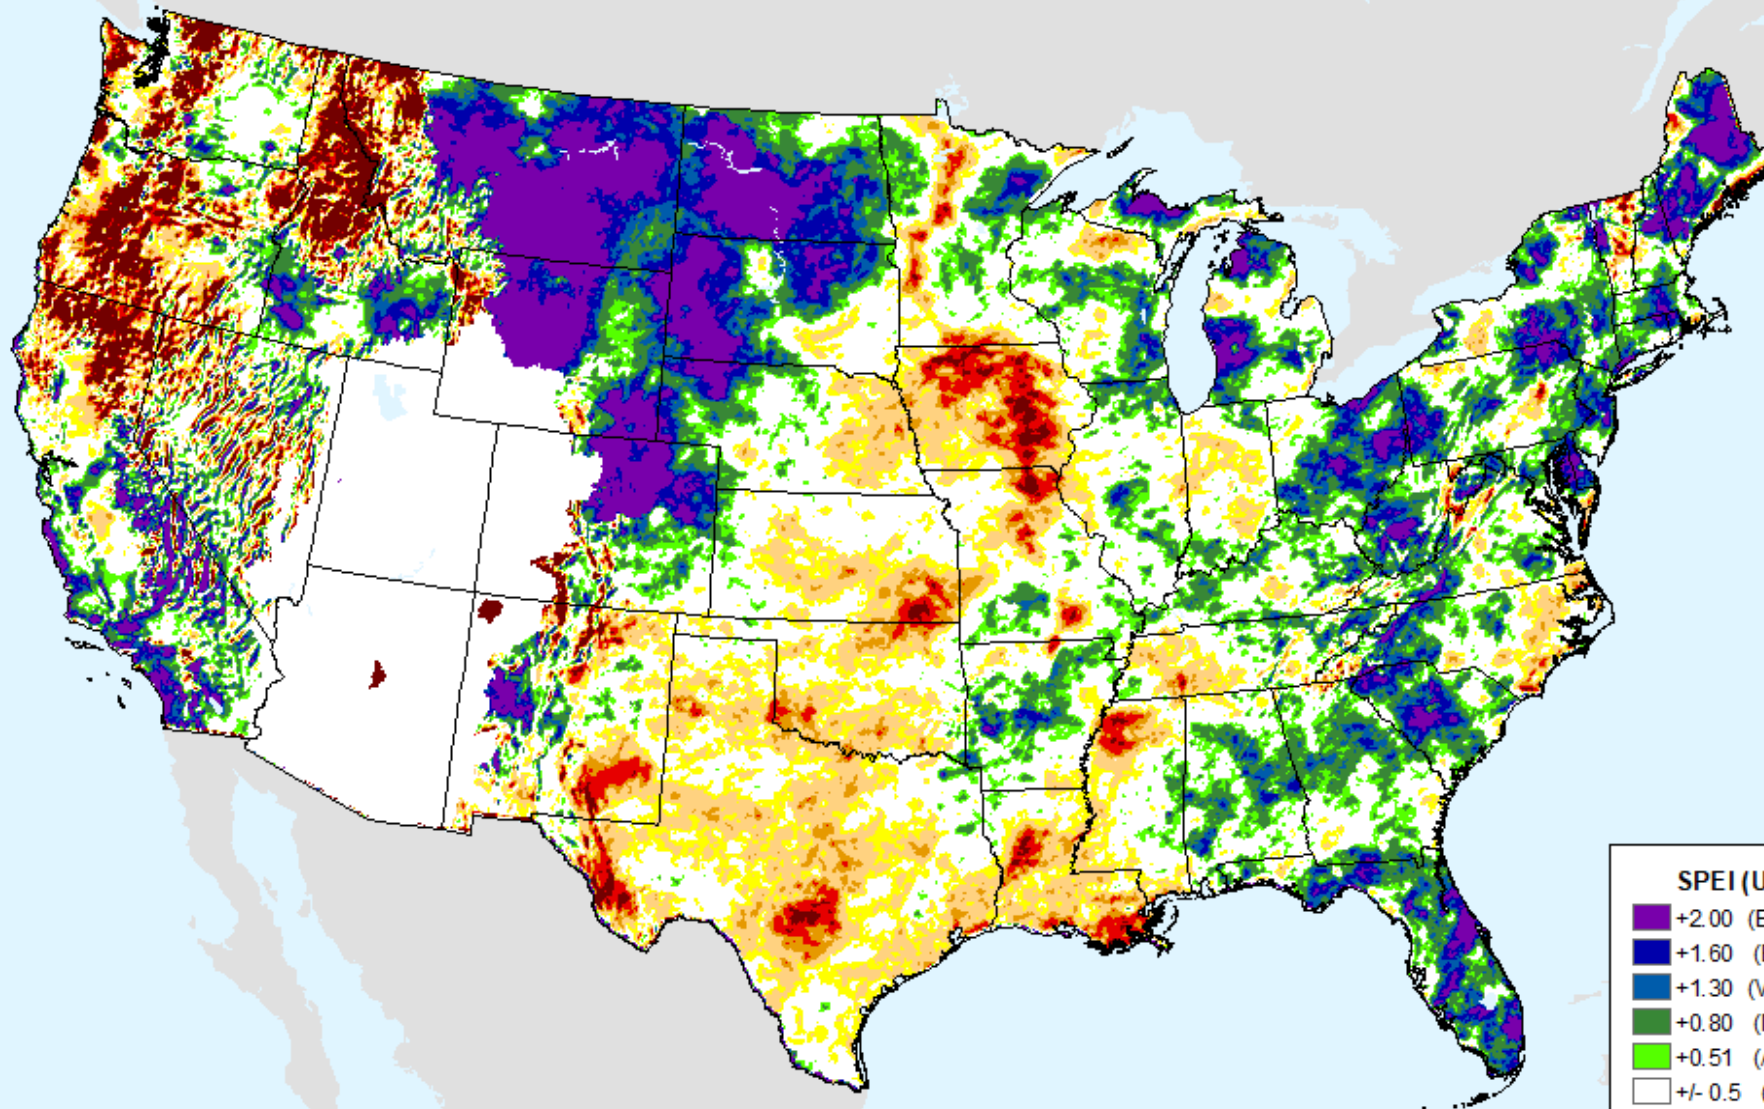 SPEI (U
+2.00 (E
+1.60 (
+1.30 (V
+0.80 (
+0.51 (
+/- 0.5 (